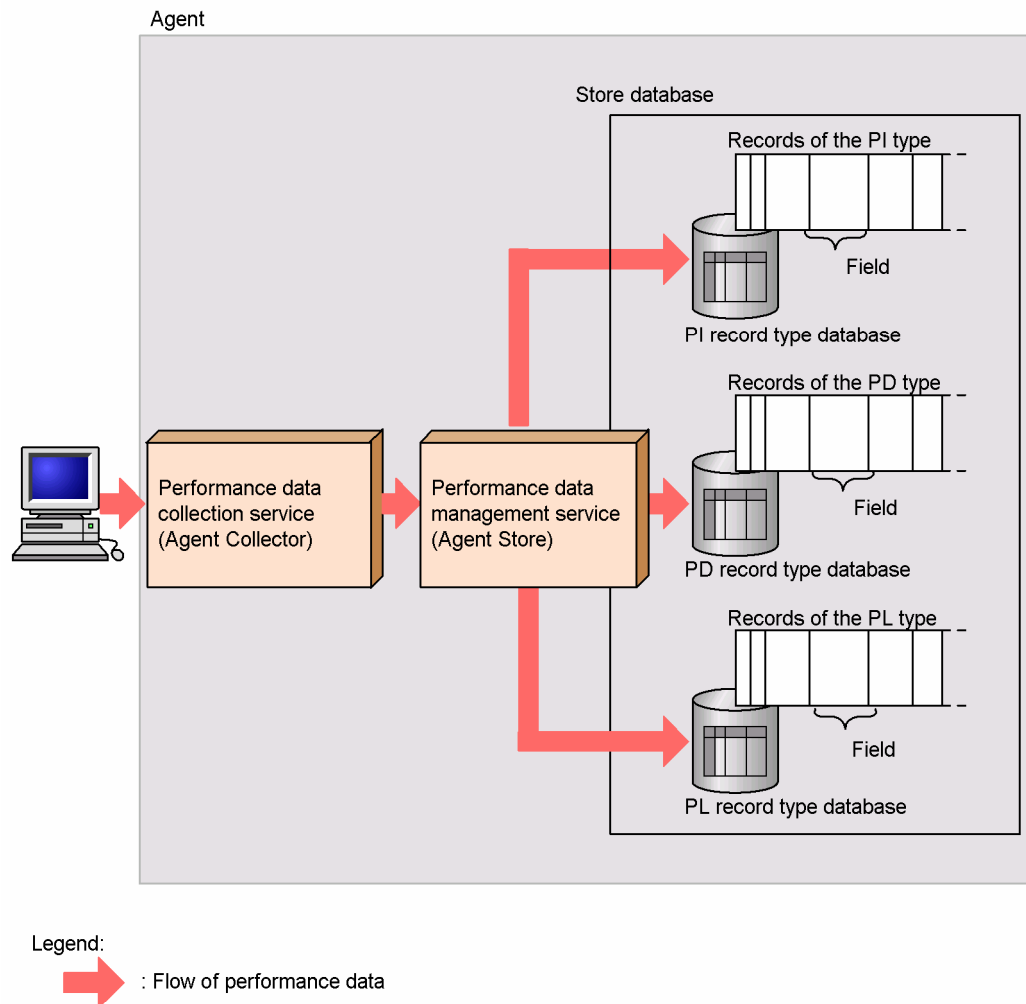 Agent
Store database
Records of the PI type
Field
PI record type database
Records of the PD type
Field
PD record type database
Performance data
collection service
(Agent Collector)
Performance data
management service
(Agent Store)
Records of the PL type
Field
PL record type database
Legend:
: Flow of performance data